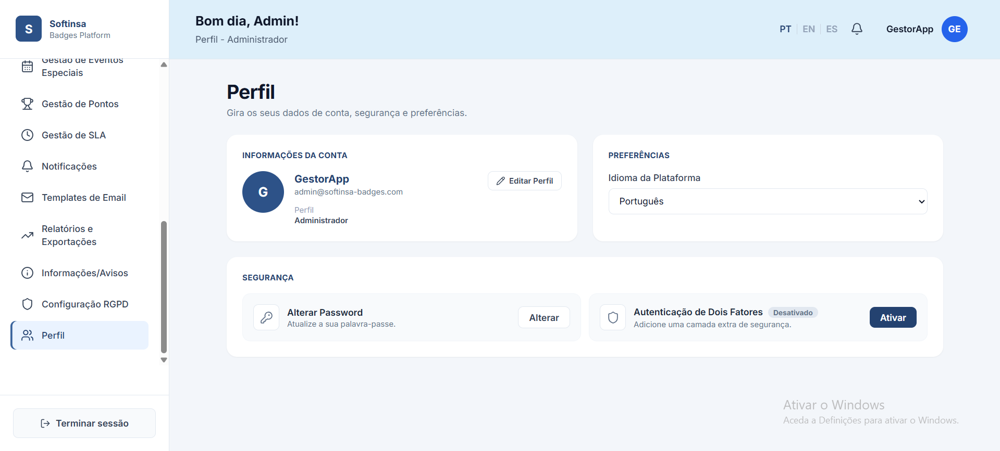 S
Softinsa
Badges Platform
Bom dia, Admin!
Perfil - Administrador
PT
EN
ES
GestorApp
GE
Gestão de Eventos
Especiais
Gestão de Pontos
Gestão de SLA
Notificações
Templates de Email
Relatórios e
Exportações
Informações/Avisos
Configuração RGPD
Perfil
Terminar sessão
Perfil
Gira os seus dados de conta, segurança e preferências.
INFORMAÇÕES DA CONTA
G
GestorApp
admin@softinsa-badges.com
Perfil
Administrador
Editar Perfil
PREFERÊNCIAS
Idioma da Plataforma
Português
SEGURANÇA
Alterar Password
Atualize a sua palavra-passe.
Alterar
Autenticação de Dois Fatores
Desativado
Adicione uma camada extra de segurança.
Ativar
Ativar o Windows
Aceda a Definições para ativar o Windows.